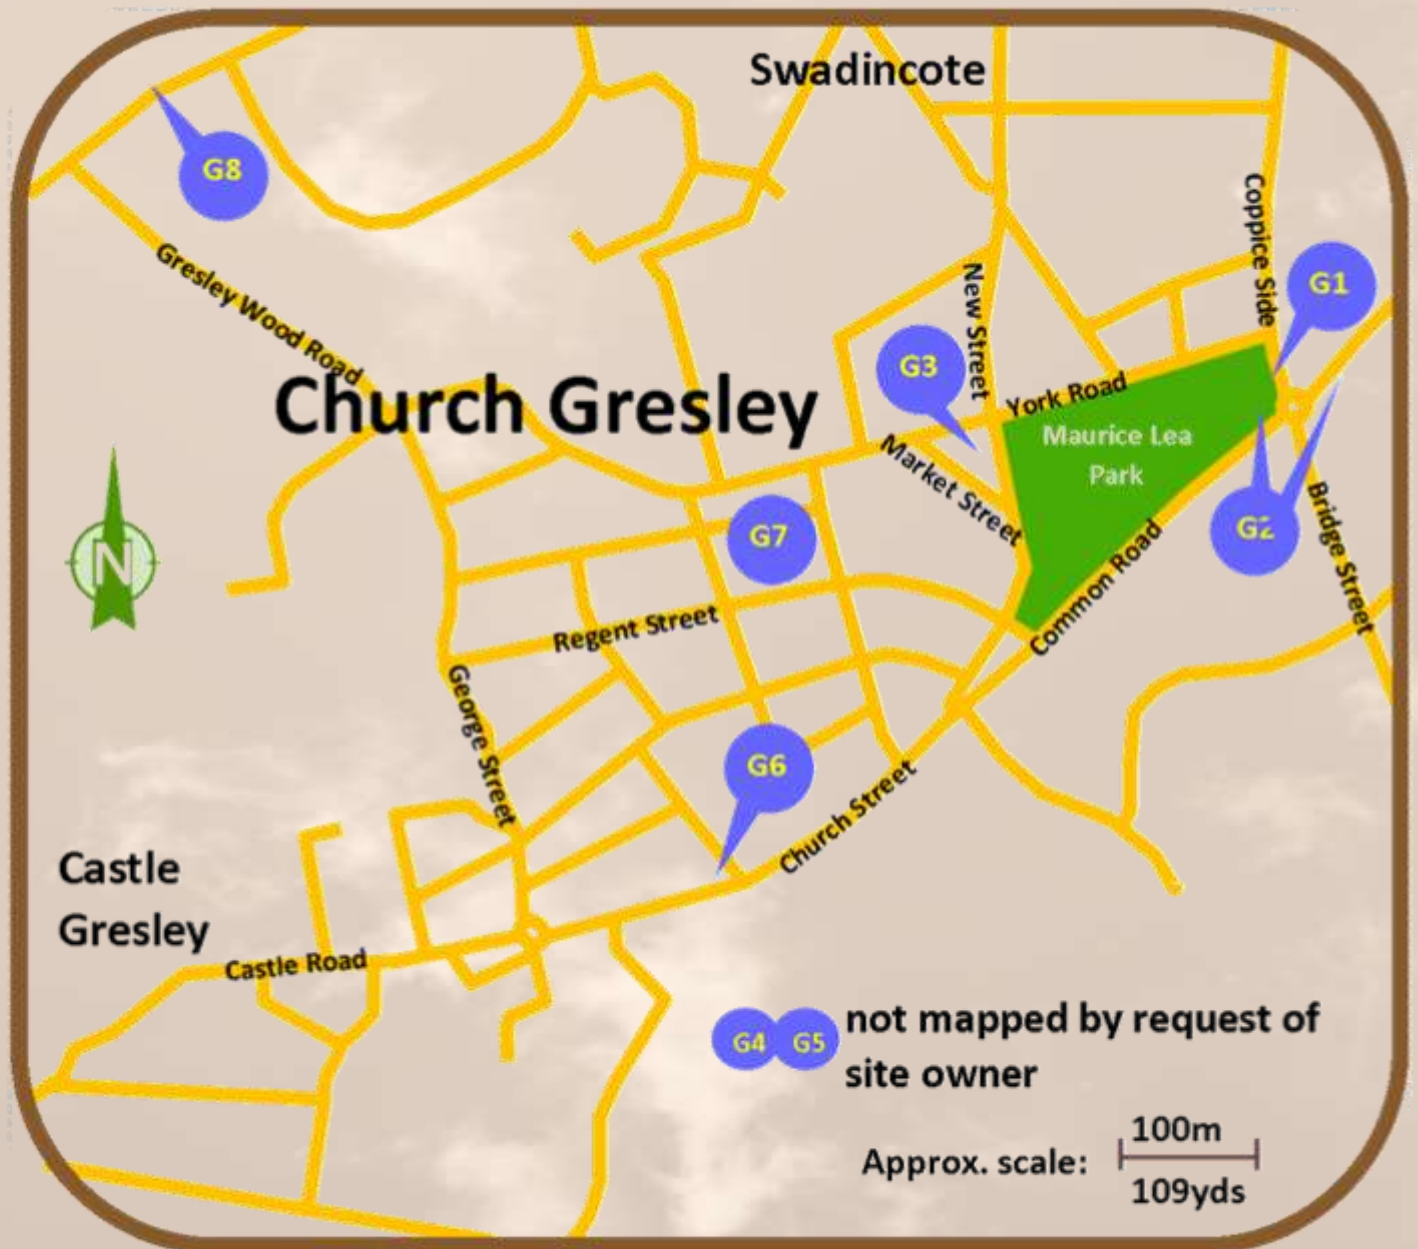 Swadincote
G8
Coppice Side
G1
Gresley Wood Road
New Street
G3
Church Gresley
York Road
Maurice Lea
Park
Market Street
N
G7
G2
Bridge Street
Common Road
Regent Street
George Street
G6
Church Street
Castle
Gresley
Castle Road
G4 G5 not mapped by request of
site owner
100m
Approx. scale:
109yds